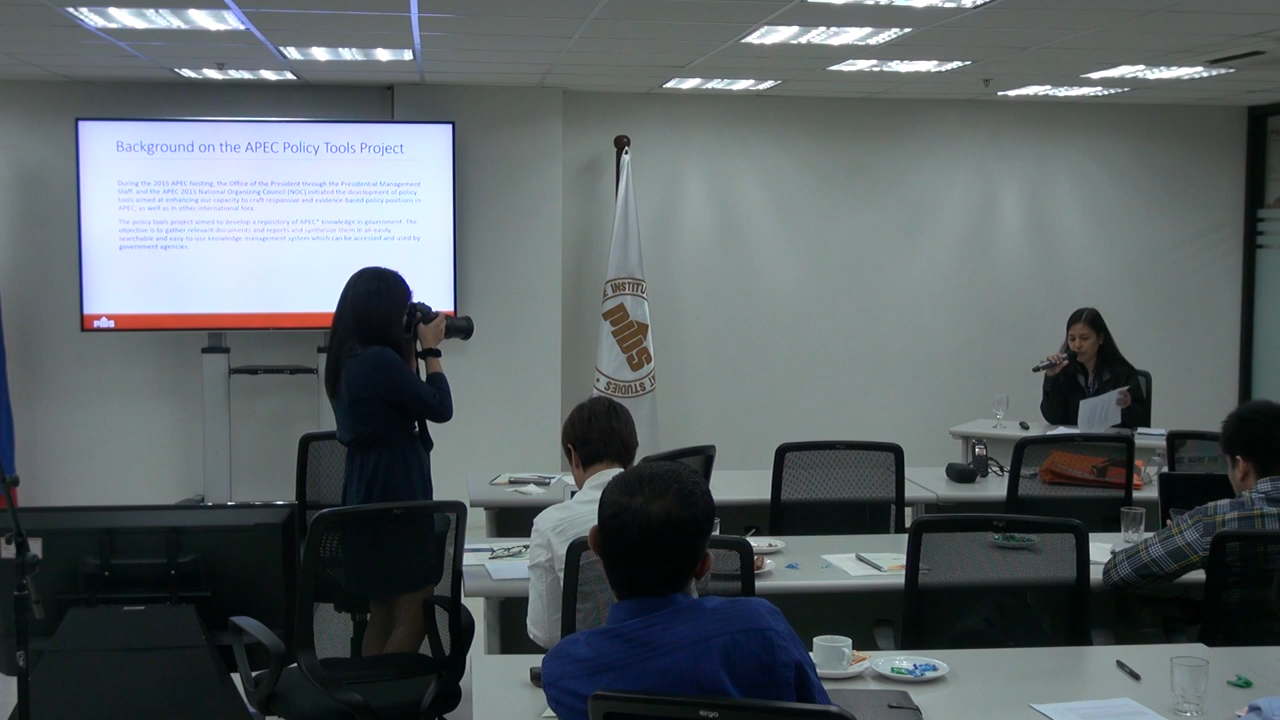 Background on the APEC Policy Tools Project
During the 2015 APEC hosting, the Office of the President through the Presidential Management
Staff, and the APEC 2015 National Organizing Council (NOC) initiated the development of policy
tools aimed at enhancing our capacity to craft responsive and evidence-based policy positions in
APEC, as well as in other international fora.
The policy tools project aimed to develop a repository of APEC* knowledge in government. The
objective is to gather relevant documents and reports and synthesize them in an easily
searchable and easy to use knowledge management system which can be accessed and used by
government agencies.
PIDS
INSTITU
PIDS
STUDIES
ergo